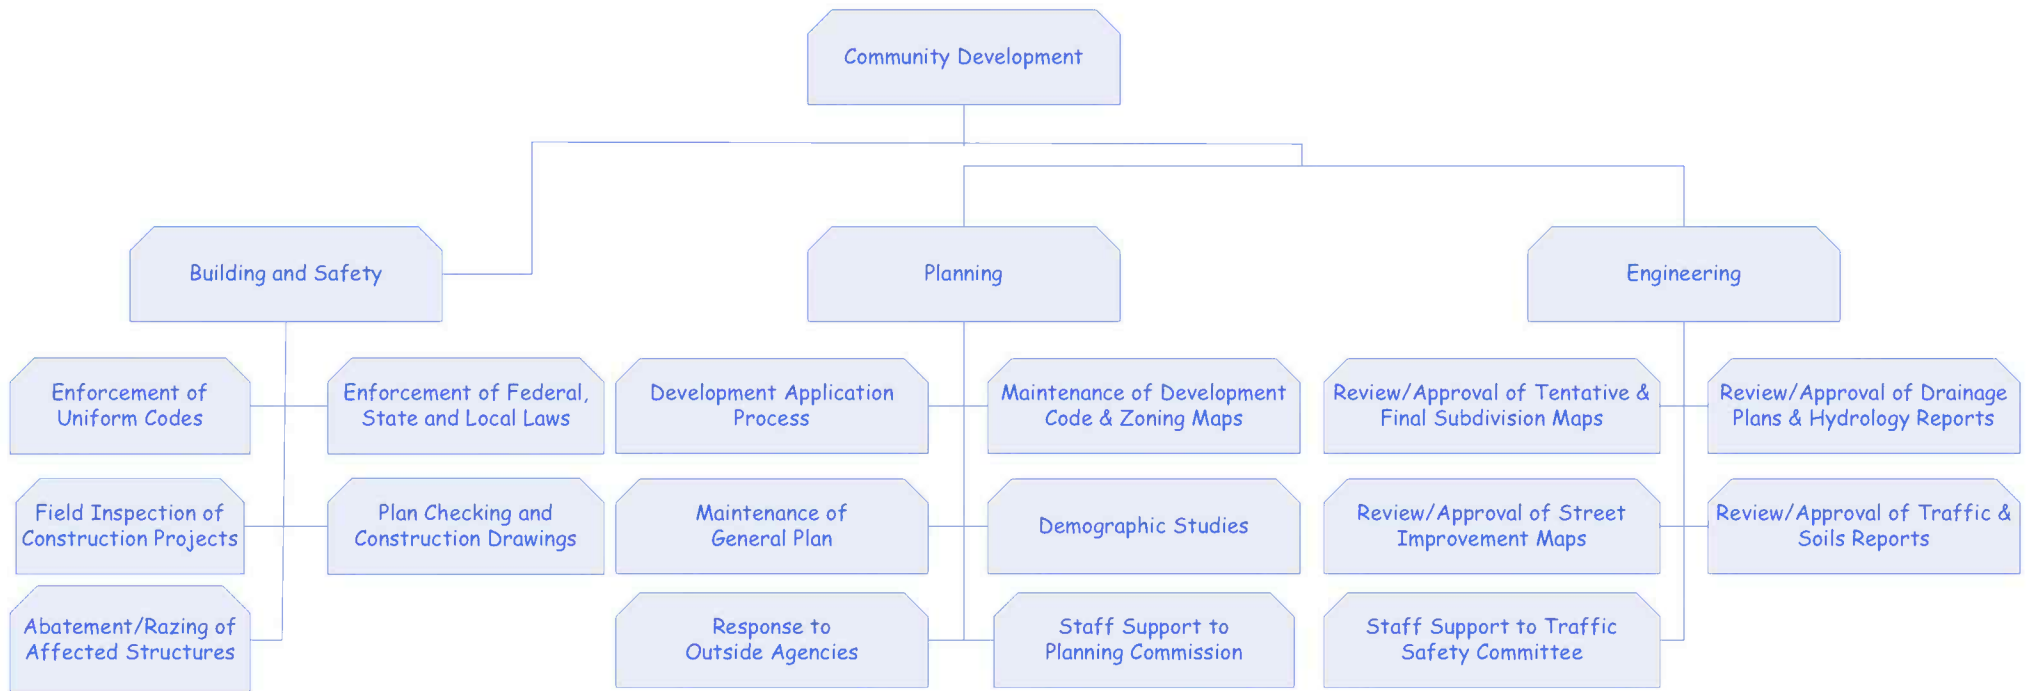 Community Development
Building and Safety
Planning
Engineering
Enforcement of
Uniform Codes
Enforcement of Federal,
State and Local Laws
Development Application
Process
Maintenance of Development
Code & Zoning Maps
Review/Approval of Tentative &
Final Subdivision Maps
Review/Approval of Drainage
Plans & Hydrology Reports
Field Inspection of
Construction Projects
Plan Checking and
Construction Drawings
Maintenance of
General Plan
Demographic Studies
Review/Approval of Street
Improvement Maps
Review/Approval of Traffic &
Soils Reports
Abatement/Razing of
Affected Structures
Response to
Outside Agencies
Staff Support to
Planning Commission
Staff Support to Traffic
Safety Committee